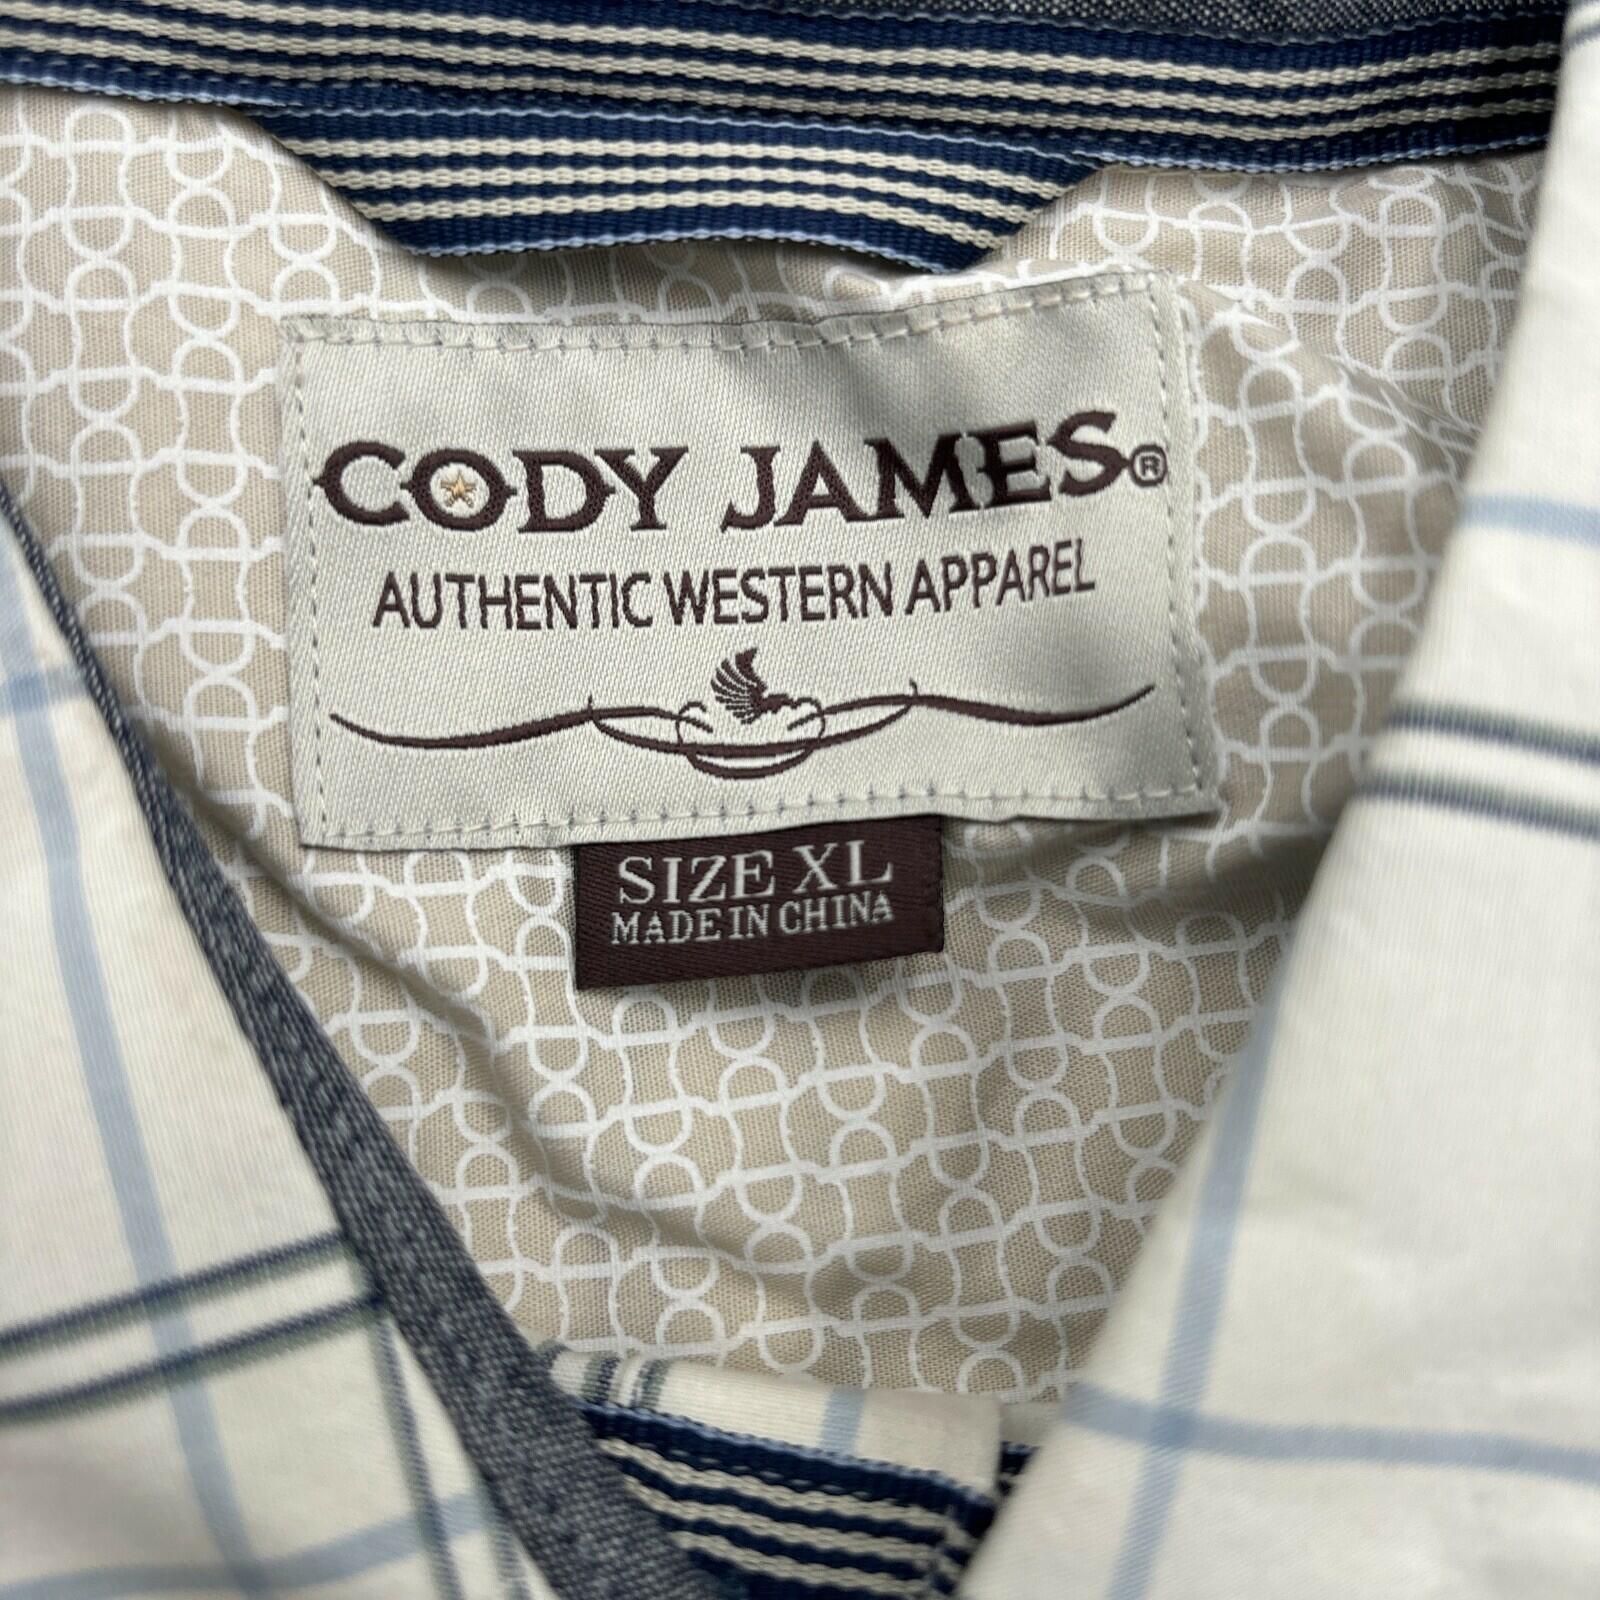 CODY JAMES®
AUTHENTIC WESTERN APPAREL
SIZE XL
MADE IN CHINA